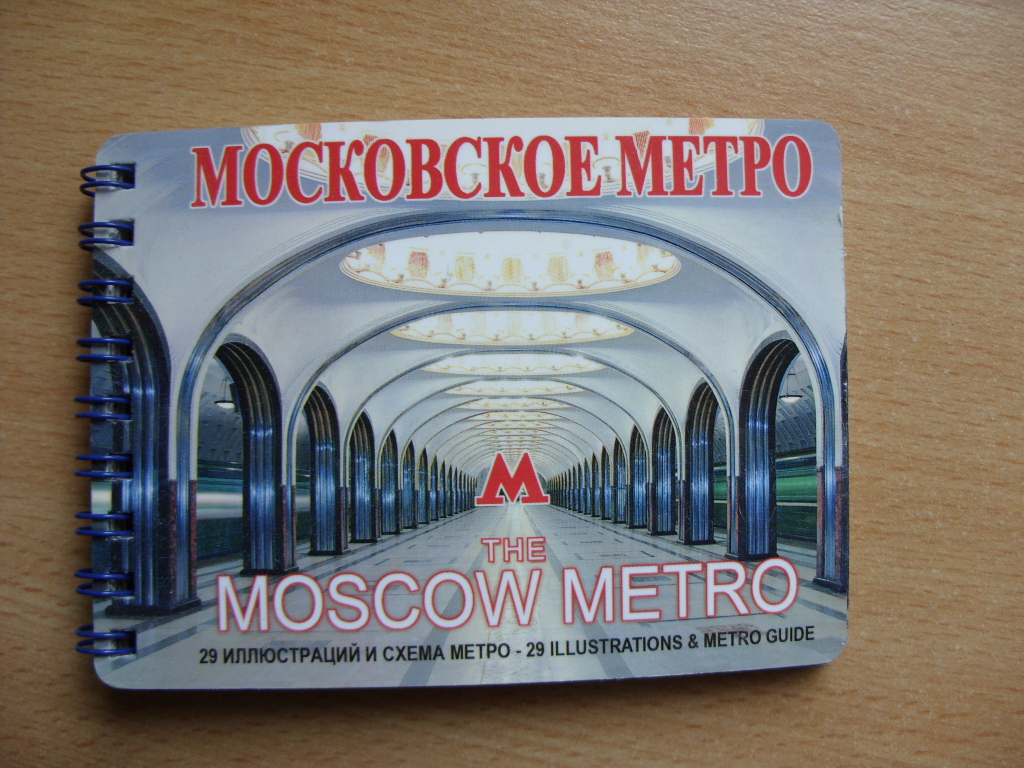 МОСКОВСКОЕ МЕТРО
М
THE
MOSCOW METRO
29 ИЛЛЮСТРАЦИЙ И СХЕМА МЕТРО - 29 ILLUSTRATIONS & METRO GUIDE